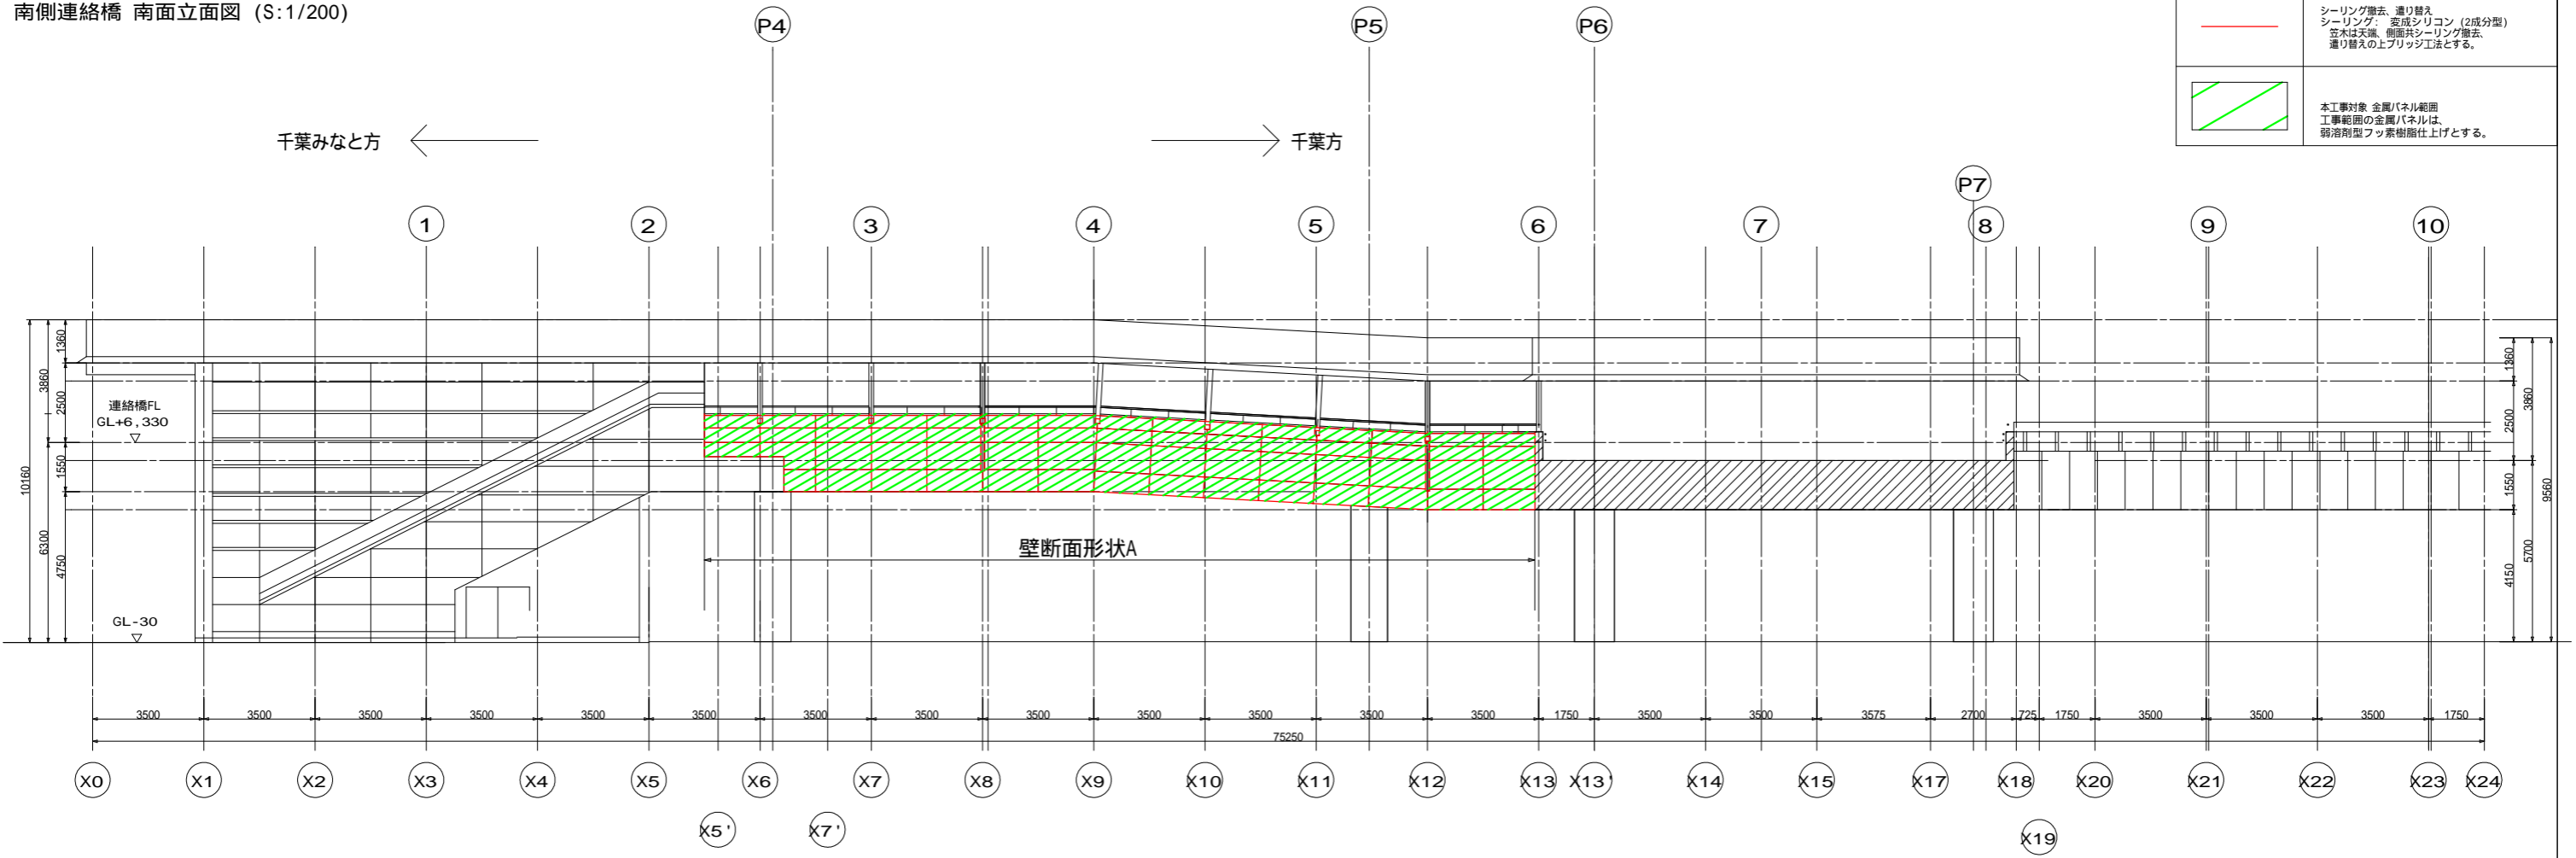 南側連絡橋 南面立面図 (S:1/200)
P4
P5
P6
シーリング撤去、遣り替え
シーリング: 変成シリコン (2成分型)
笠木は天端、側面共シーリング撤去、
遣り替えの上ブリッジ工法とする。
本工事対象 金属パネル範囲
工事範囲の金属パネルは、
弱溶剤型フッ素樹脂仕上げとする。
千葉みなと方
千葉方
P7
1 2 3 4 5 6 7 8 9 10
10160
3860
6300
1360
2500
1550
4750
連絡橋FL
GL+6,330
GL-30
壁断面形状A
1360
2500
1550
4150
3860
5700
9560
3500 3500 3500 3500 3500 3500 3500 3500 3500 3500 3500 3500 3500 1750 3500 3500 3575 2700 725 1750 3500 3500 3500 1750
75250
X0 X1 X2 X3 X4 X5 X6 X7 X8 X9 X10 X11 X12 X13 X13' X14 X15 X17 X18 X20 X21 X22 X23 X24
X5' X7' X19